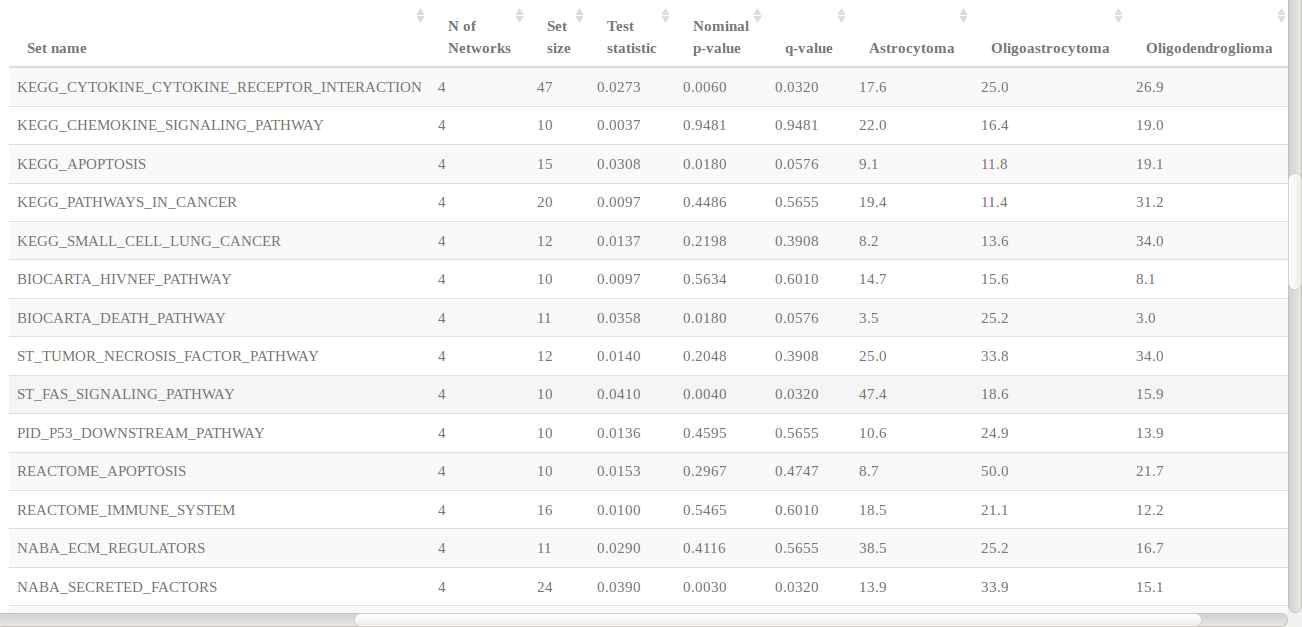 Set name N of Networks Set size Test statistic Nominal p-value q-value Astrocytoma Oligoastrocytoma Oligodendroglioma
KEGG_CYTOKINE_CYTOKINE_RECEPTOR_INTERACTION 4 47 0.0273 0.0060 0.0320 17.6 25.0 26.9
KEGG_CHEMOKINE_SIGNALING_PATHWAY 4 10 0.0037 0.9481 0.9481 22.0 16.4 19.0
KEGG_APOPTOSIS 4 15 0.0308 0.0180 0.0576 9.1 11.8 19.1
KEGG_PATHWAYS_IN_CANCER 4 20 0.0097 0.4486 0.5655 19.4 11.4 31.2
KEGG_SMALL_CELL_LUNG_CANCER 4 12 0.0137 0.2198 0.3908 8.2 13.6 34.0
BIOCARTA_HIVNEF_PATHWAY 4 10 0.0097 0.5634 0.6010 14.7 15.6 8.1
BIOCARTA_DEATH_PATHWAY 4 11 0.0358 0.0180 0.0576 3.5 25.2 3.0
ST_TUMOR_NECROSIS_FACTOR_PATHWAY 4 12 0.0140 0.2048 0.3908 25.0 33.8 34.0
ST_FAS_SIGNALING_PATHWAY 4 10 0.0410 0.0040 0.0320 47.4 18.6 15.9
PID_P53_DOWNSTREAM_PATHWAY 4 10 0.0136 0.4595 0.5655 10.6 24.9 13.9
REACTOME_APOPTOSIS 4 10 0.0153 0.2967 0.4747 8.7 50.0 21.7
REACTOME_IMMUNE_SYSTEM 4 16 0.0100 0.5465 0.6010 18.5 21.1 12.2
NABA_ECM_REGULATORS 4 11 0.0290 0.4116 0.5655 38.5 25.2 16.7
NABA_SECRETED_FACTORS 4 24 0.0390 0.0030 0.0320 13.9 33.9 15.1